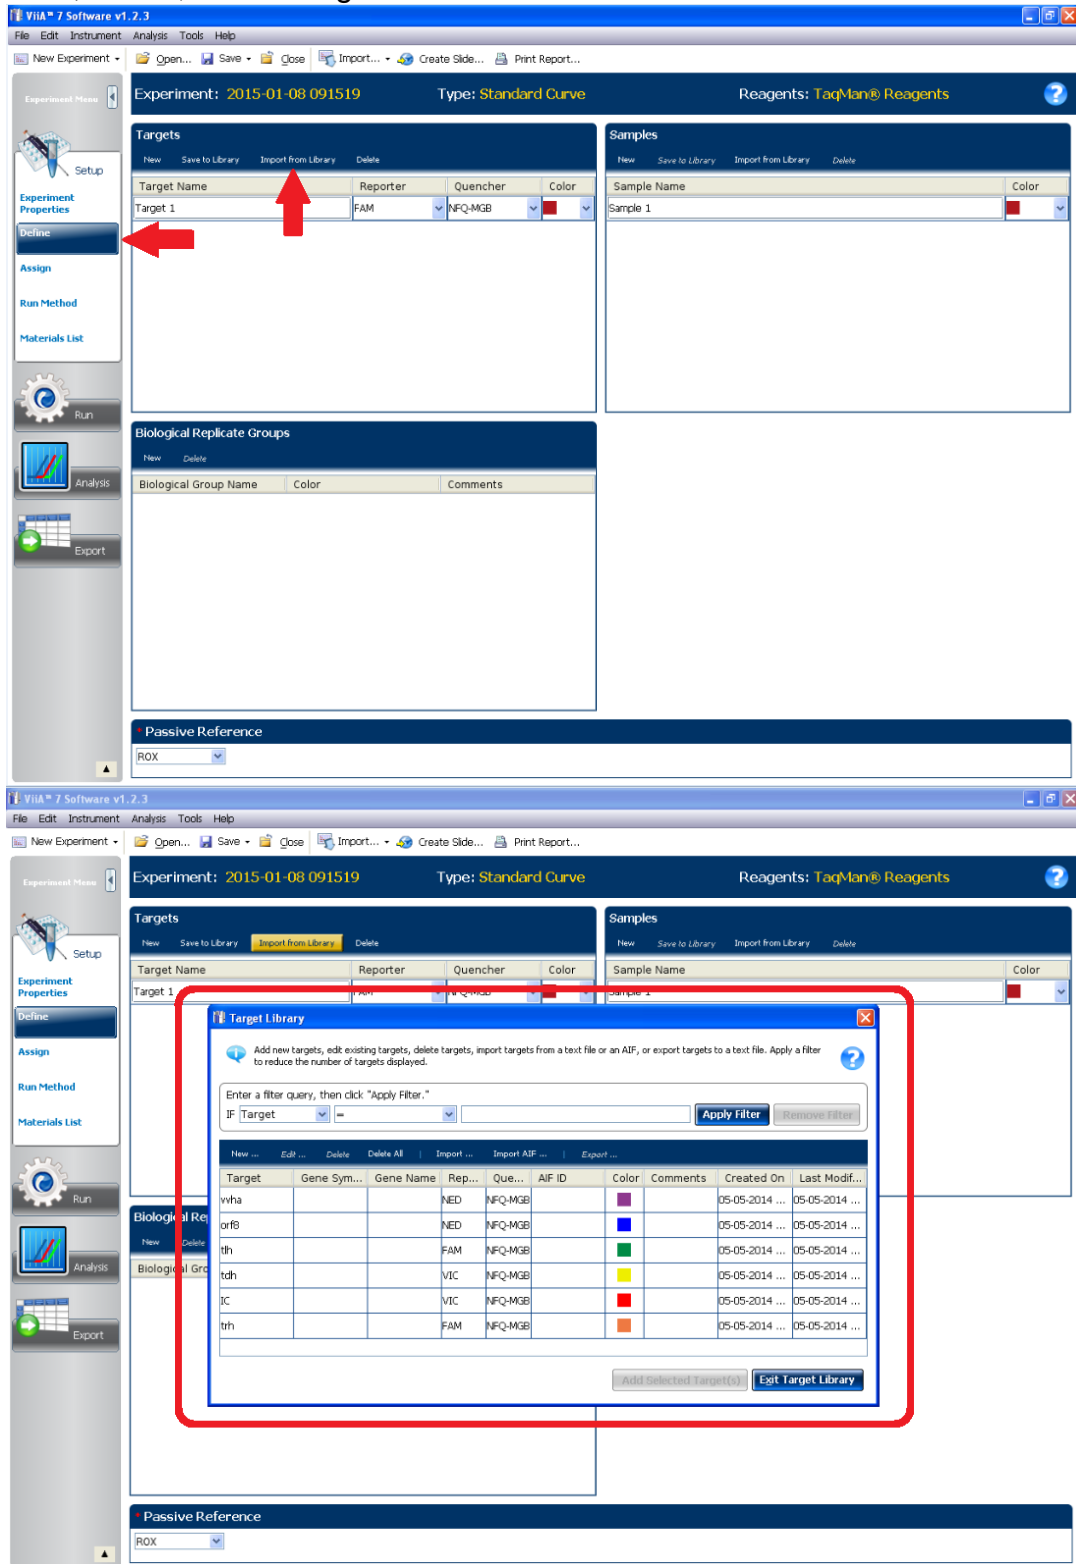 ViiA™ 7 Software v1.2.3
File Edit Instrument Analysis Tools Help
New Experiment Open... Save Close Import... Create Slide... Print Report...
Experiment Menu
Experiment: 2015-01-08 091519 Type: Standard Curve Reagents: TaqMan® Reagents
Setup
Experiment Properties
Define
Assign
Run Method
Materials List
Run
Analysis
Export
Targets
New Save to Library Import from Library Delete
Target Name Reporter Quencher Color
Target 1 FAM NFQ-MGB
Samples
New Save to Library Import from Library Delete
Sample Name Color
Sample 1
Biological Replicate Groups
New Delete
Biological Group Name Color Comments
* Passive Reference
ROX
ViiA™ 7 Software v1.2.3
File Edit Instrument Analysis Tools Help
New Experiment Open... Save Close Import... Create Slide... Print Report...
Experiment Menu
Experiment: 2015-01-08 091519 Type: Standard Curve Reagents: TaqMan® Reagents
Setup
Experiment Properties
Define
Assign
Run Method
Materials List
Run
Analysis
Export
Targets
New Save to Library Import from Library Delete
Target Name Reporter Quencher Color
Target 1 FAM NFQ-MGB
Samples
New Save to Library Import from Library Delete
Sample Name Color
Sample 1
Target Library
Add new targets, edit existing targets, delete targets, import targets from a text file or an AIF, or export targets to a text file. Apply a filter
to reduce the number of targets displayed.
Enter a filter query, then click "Apply Filter."
IF Target = Apply Filter Remove Filter
New ... Edit ... Delete Delete All | Import ... Import AIF ... | Export ...
Target Gene Sym... Gene Name Rep... Que... AIF ID Color Comments Created On Last Modif...
vvha NED NFQ-MGB 05-05-2014 ... 05-05-2014 ...
orf8 NED NFQ-MGB 05-05-2014 ... 05-05-2014 ...
tlh FAM NFQ-MGB 05-05-2014 ... 05-05-2014 ...
tdh VIC NFQ-MGB 05-05-2014 ... 05-05-2014 ...
IC VIC NFQ-MGB 05-05-2014 ... 05-05-2014 ...
trh FAM NFQ-MGB 05-05-2014 ... 05-05-2014 ...
Add Selected Target(s) Exit Target Library
Biological Re
New Delete
Biological Gro
* Passive Reference
ROX